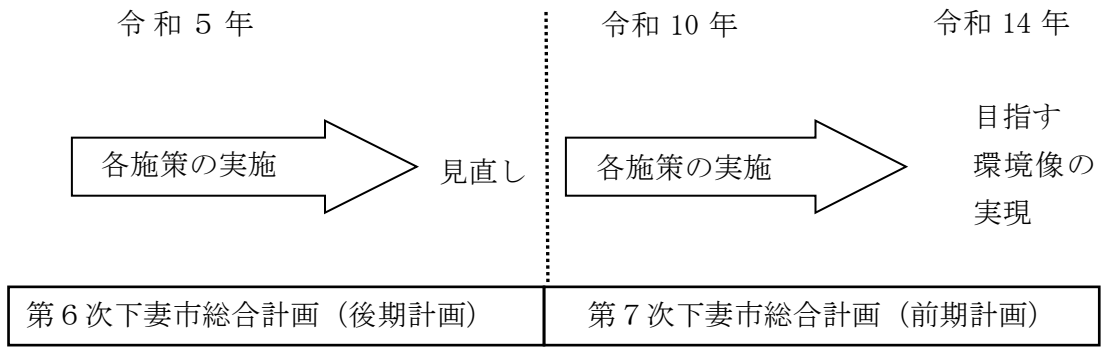 令和５年
令和 10 年
令和 14 年
各施策の実施
見直し
各施策の実施
目指す
環境像の
実現
第６次下妻市総合計画（後期計画）
第７次下妻市総合計画（前期計画）